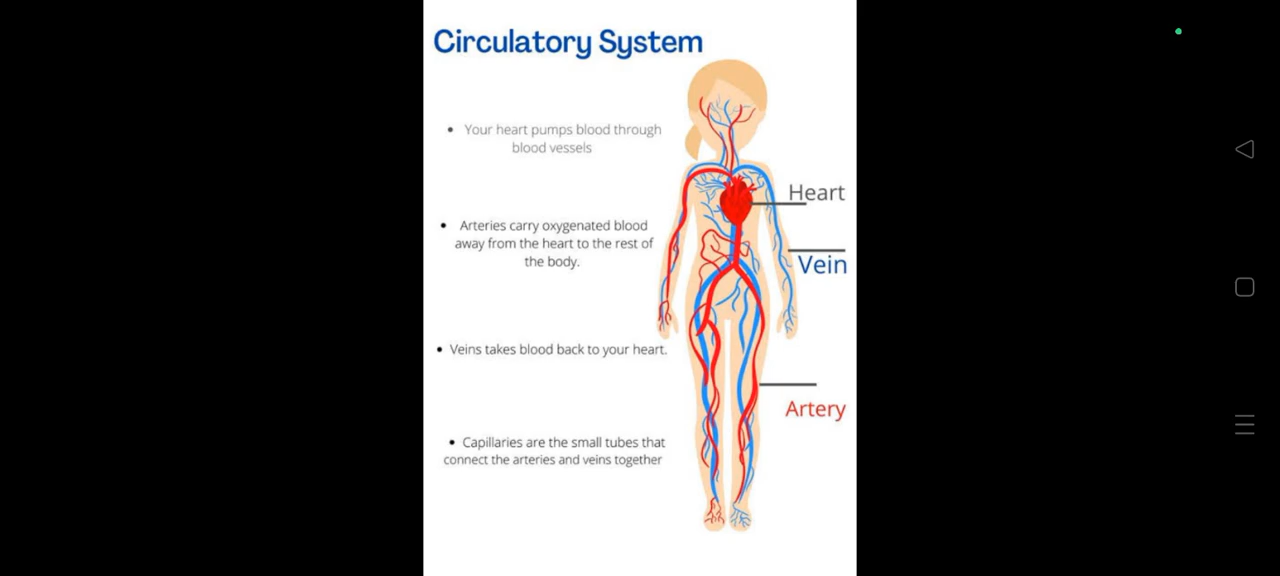 Circulatory System
• Your heart pumps blood through
blood vessels
• Arteries carry oxygenated blood
away from the heart to the rest of
the body.
• Veins takes blood back to your heart.
• Capillaries are the small tubes that
connect the arteries and veins together
Heart
Vein
Artery